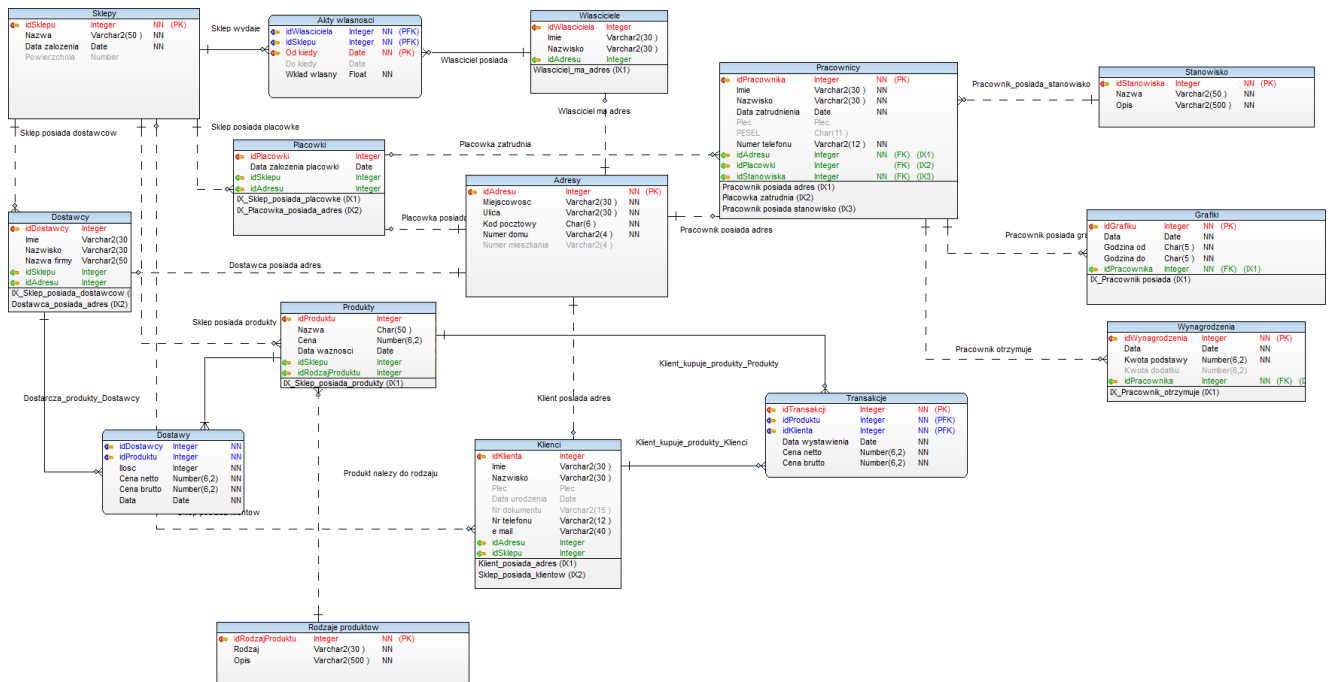 Sklepy
idSklepu Integer NN (PK)
Nazwa Varchar2(50 ) NN
Data zalozenia Date NN
Powierzchnia Number
Sklep wydaje
Akty wlasnosci
idWlasciciela Integer NN (PFK)
idSklepu Integer NN (PFK)
Od kiedy Date NN (PK)
Do kiedy Date
Wklad wlasny Float NN
Wlasciciel posiada
Wlasciciele
idWlasciciela Integer
Imie Varchar2(30 )
Nazwisko Varchar2(30 )
idAdresu Integer
Wlasciciel_ma_adres (IX1)
Wlasciciel ma adres
Pracownicy
idPracownika Integer NN (PK)
Imie Varchar2(30 ) NN
Nazwisko Varchar2(30 ) NN
Data zatrudnienia Date NN
Plec Plec
PESEL Char(11 )
Numer telefonu Varchar2(12 ) NN
idAdresu Integer NN (FK) (IX1)
idPlacowki Integer (FK) (IX2)
idStanowiska Integer NN (FK) (IX3)
Pracownik posiada adres (IX1)
Placowka zatrudnia (IX2)
Pracownik posiada stanowisko (IX3)
Pracownik_posiada_stanowisko
Stanowisko
idStanowiska Integer NN (PK)
Nazwa Varchar2(50 ) NN
Opis Varchar2(500 ) NN
Sklep posiada dostawcow
Sklep posiada placowke
Placowki
idPlacowki Integer
Data zalozenia placowki Date
idSklepu Integer
idAdresu Integer
IX_Sklep_posiada_placowke (IX1)
IX_Placowka_posiada_adres (IX2)
Placowka zatrudnia
Placowka posiada
Adresy
idAdresu Integer NN (PK)
Miejscowosc Varchar2(30 ) NN
Ulica Varchar2(30 ) NN
Kod pocztowy Char(6 ) NN
Numer domu Varchar2(4 ) NN
Numer mieszkania Varchar2(4 )
Pracownik posiada adres
Dostawcy
idDostawcy Integer
Imie Varchar2(30
Nazwisko Varchar2(30
Nazwa firmy Varchar2(50
idSklepu Integer
idAdresu Integer
IX_Sklep_posiada_dostawcow (
Dostawca_posiada_adres (IX2)
Dostawca posiada adres
Pracownik posiada gra
Grafiki
idGrafiku Integer NN (PK)
Data Date NN
Godzina od Char(5 ) NN
Godzina do Char(5 ) NN
idPracownika Integer NN (FK) (IX1)
IX_Pracownik posiada (IX1)
Sklep posiada produkty
Produkty
idProduktu Integer
Nazwa Char(50 )
Cena Number(6,2)
Data waznosci Date
idSklepu Integer
idRodzajProduktu Integer
IX_Sklep_posiada_produkty (IX1)
Pracownik otrzymuje
Wynagrodzenia
idWynagrodzenia Integer NN (PK)
Data Date NN
Kwota podstawy Number(6,2) NN
Kwota dodatku Number(6,2)
idPracownika Integer NN (FK)
IX_Pracownik_otrzymuje (IX1)
Klient_kupuje_produkty_Produkty
Dostarcza_produkty_Dostawcy
Klient posiada adres
Transakcje
idTransakcji Integer NN (PK)
idProduktu Integer NN (PFK)
idKlienta Integer NN (PFK)
Data wystawienia Date NN
Cena netto Number(6,2) NN
Cena brutto Number(6,2) NN
Dostawy
idDostawcy Integer NN
idProduktu Integer NN
Ilosc Integer NN
Cena netto Number(6,2) NN
Cena brutto Number(6,2) NN
Data Date NN
Klient_kupuje_produkty_Klienci
Klienci
idKlienta Integer
Imie Varchar2(30 )
Nazwisko Varchar2(30 )
Plec Plec
Data urodzenia Date
Nr dokumentu Varchar2(15 )
Nr telefonu Varchar2(12 )
e mail Varchar2(40 )
idAdresu Integer
idSklepu Integer
Klient_posiada_adres (IX1)
Sklep_posiada_klientow (IX2)
Produkt nalezy do rodzaju
Rodzaje produktow
idRodzajProduktu Integer NN (PK)
Rodzaj Varchar2(30 ) NN
Opis Varchar2(500 ) NN